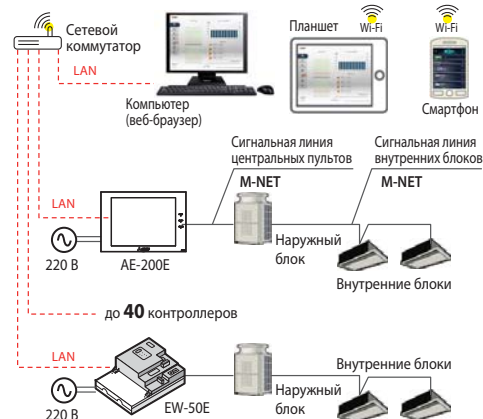 Сетевой
коммутатор
LAN
Компьютер
(веб-браузер)
Планшет
Wi-Fi
Wi-Fi
Смартфон
Сигнальная линия
центральных пультов
M-NET
Сигнальная линия
внутренних блоков
M-NET
LAN
220 В
AE-200E
Наружный
блок
Внутренние блоки
до 40 контроллеров
LAN
220 В
EW-50E
Наружный
блок
Внутренние блоки